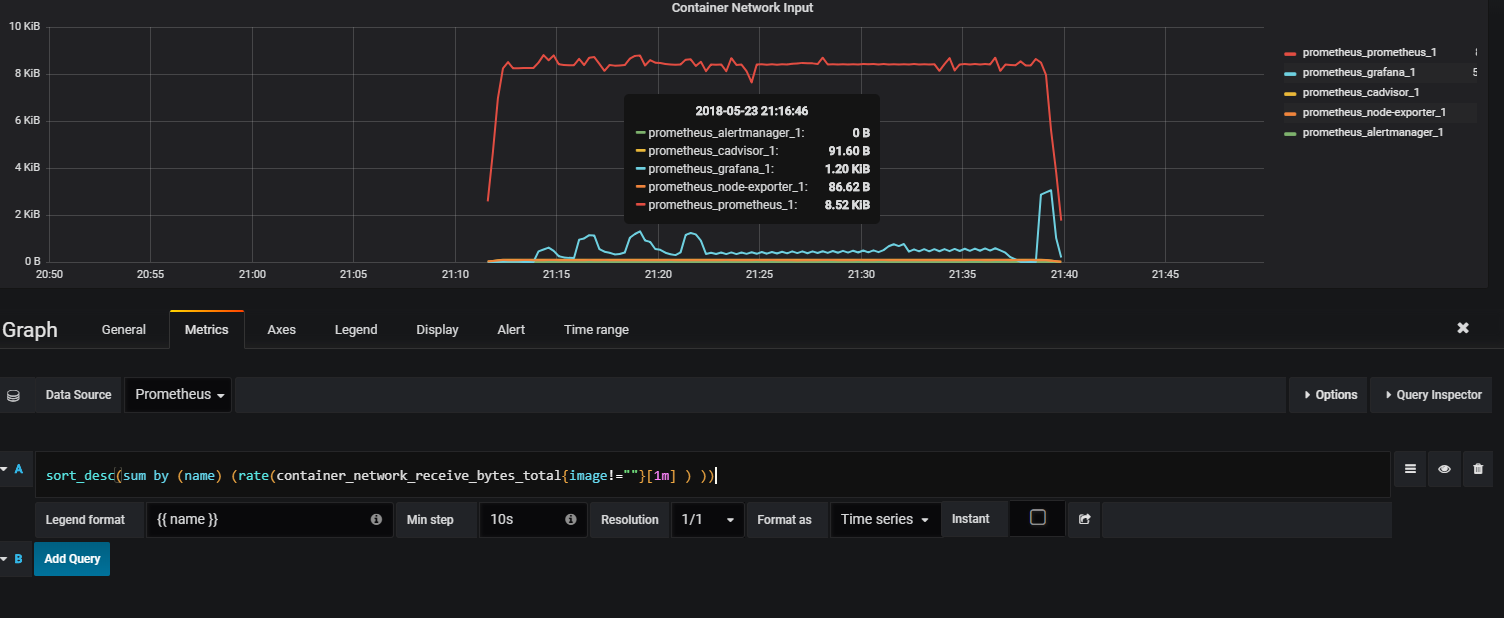 Container Network Input
10 KiB
8 KiB
6 KiB
4 KiB
2 KiB
0 B
20:50 20:55 21:00 21:05 21:10 21:15 21:20 21:25 21:30 21:35 21:40 21:45
prometheus_prometheus_1
prometheus_grafana_1 5
prometheus_cadvisor_1
prometheus_node-exporter_1
prometheus_alertmanager_1
2018-05-23 21:16:46
prometheus_alertmanager_1: 0 B
prometheus_cadvisor_1: 91.60 B
prometheus_grafana_1: 1.20 KiB
prometheus_node-exporter_1: 86.62 B
prometheus_prometheus_1: 8.52 KiB
Graph General Metrics Axes Legend Display Alert Time range
Data Source Prometheus Options Query Inspector
A sort_desc(sum by (name) (rate(container_network_receive_bytes_total{image!=""}[1m] ) ))
Legend format {{ name }} Min step 10s Resolution 1/1 Format as Time series Instant
B Add Query